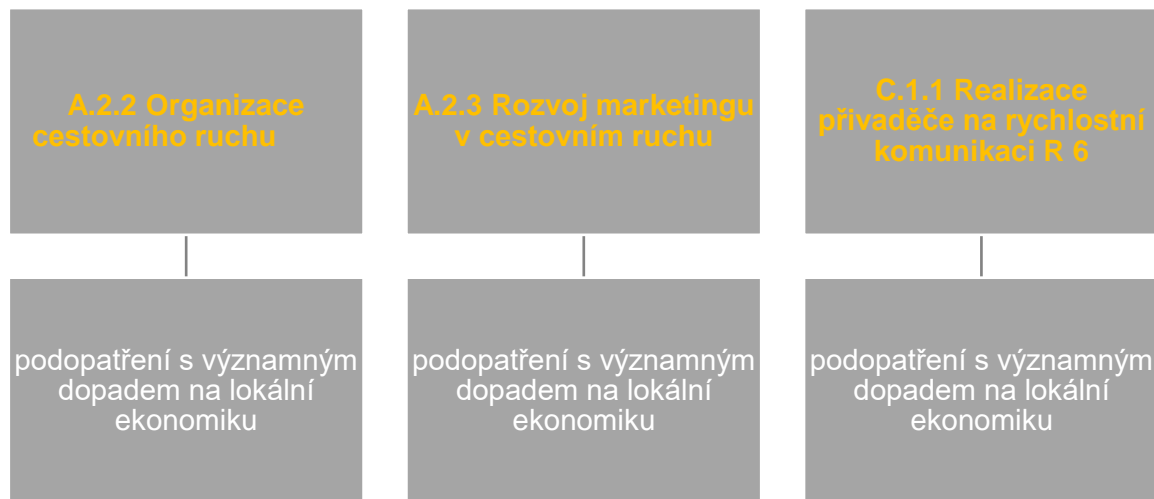 A.2.2 Organizace
cestovního ruchu
A.2.3 Rozvoj marketingu
v cestovním ruchu
C.1.1 Realizace
přivaděče na rychlostní
komunikaci R 6
podopatření s významným
dopadem na lokální
ekonomiku
podopatření s významným
dopadem na lokální
ekonomiku
podopatření s významným
dopadem na lokální
ekonomiku